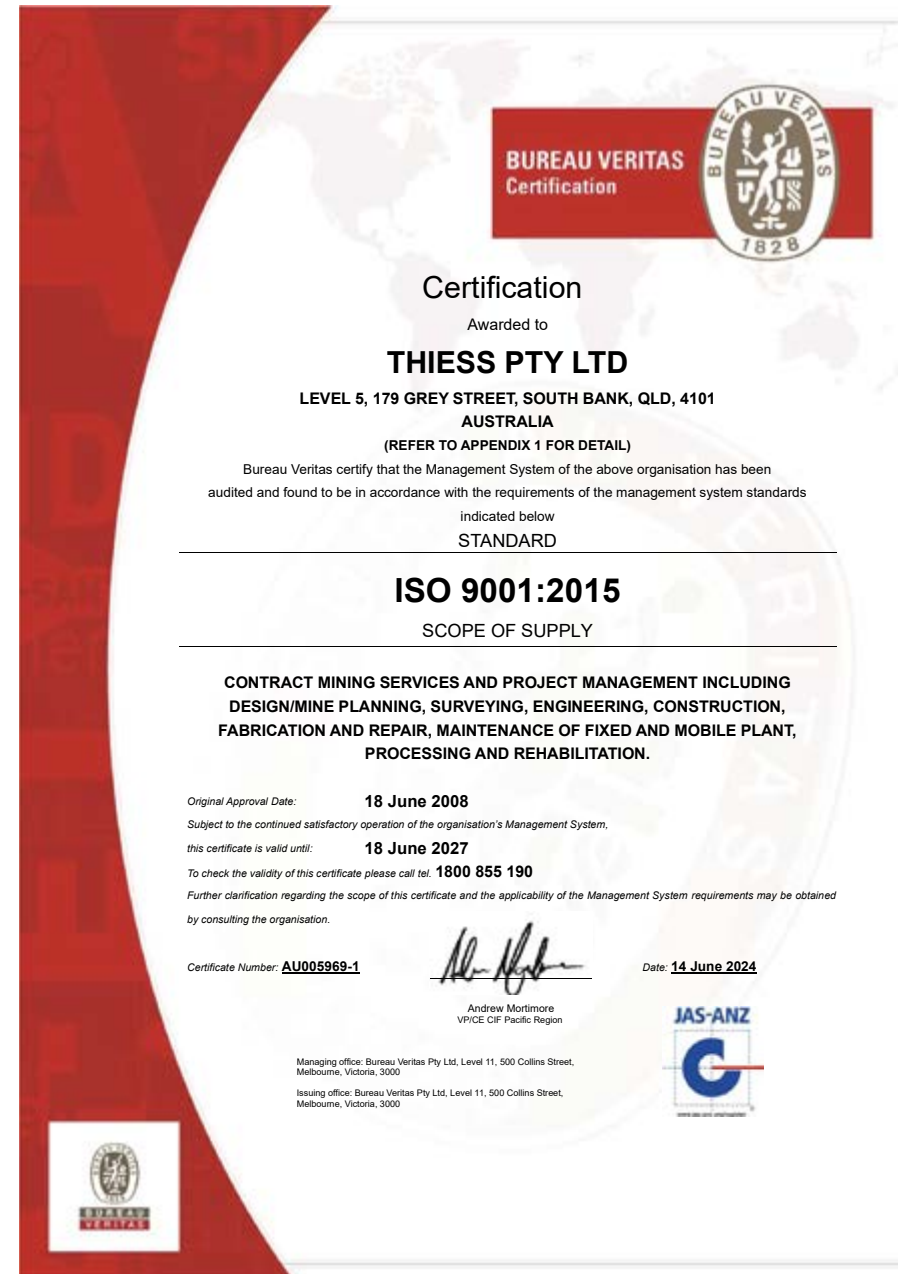 BUREAU VERITAS
Certification
BUREAU VERITAS
1828
Certification
Awarded to
THIESS PTY LTD
LEVEL 5, 179 GREY STREET, SOUTH BANK, QLD, 4101
AUSTRALIA
(REFER TO APPENDIX 1 FOR DETAIL)
Bureau Veritas certify that the Management System of the above organisation has been
audited and found to be in accordance with the requirements of the management system standards
indicated below
STANDARD
ISO 9001:2015
SCOPE OF SUPPLY
CONTRACT MINING SERVICES AND PROJECT MANAGEMENT INCLUDING
DESIGN/MINE PLANNING, SURVEYING, ENGINEERING, CONSTRUCTION,
FABRICATION AND REPAIR, MAINTENANCE OF FIXED AND MOBILE PLANT,
PROCESSING AND REHABILITATION.
Original Approval Date: 18 June 2008
Subject to the continued satisfactory operation of the organisation's Management System,
this certificate is valid until: 18 June 2027
To check the validity of this certificate please call tel. 1800 855 190
Further clarification regarding the scope of this certificate and the applicability of the Management System requirements may be obtained
by consulting the organisation.
Certificate Number: AU005969-1
Date: 14 June 2024
Andrew Mortimore
VP/CE CIF Pacific Region
JAS-ANZ
Managing office: Bureau Veritas Pty Ltd, Level 11, 500 Collins Street,
Melbourne, Victoria, 3000
Issuing office: Bureau Veritas Pty Ltd, Level 11, 500 Collins Street,
Melbourne, Victoria, 3000
BUREAU
VERITAS